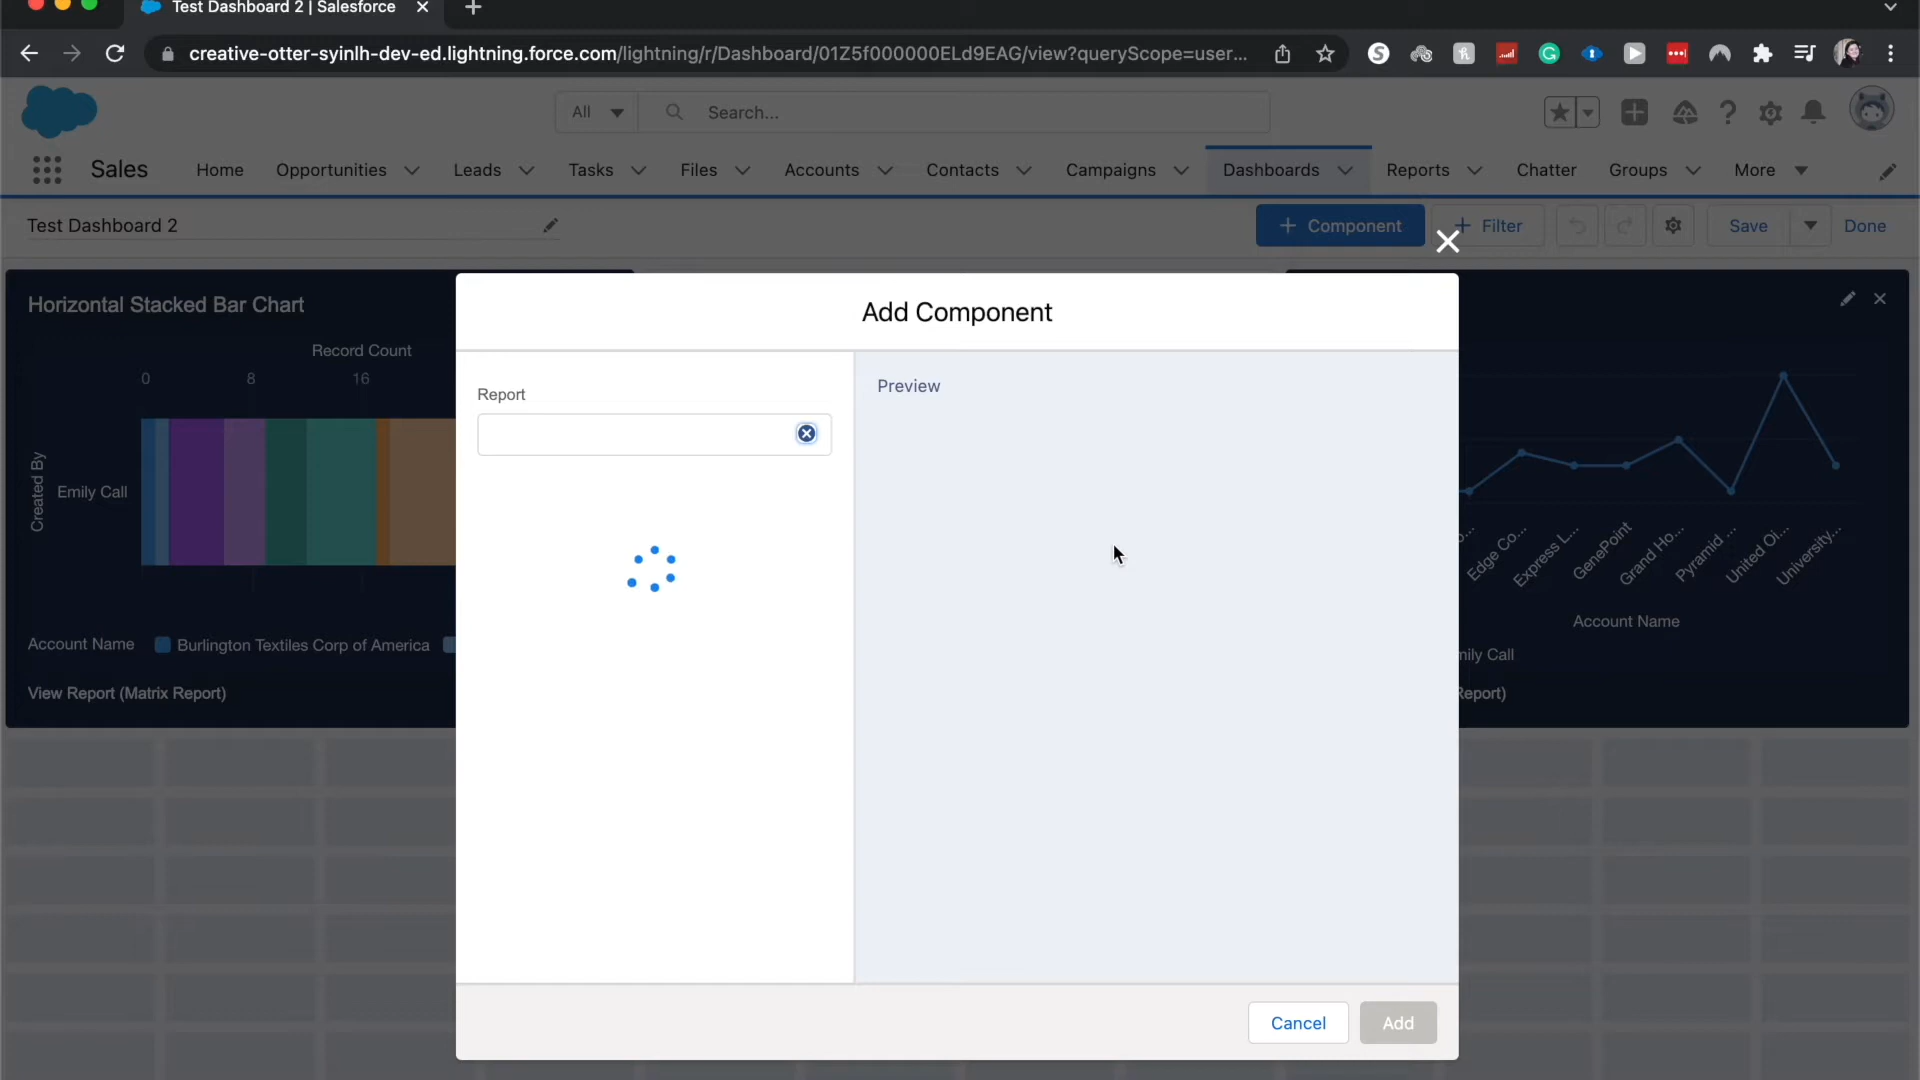 Test Dashboard 2 | Salesforce
creative-otter-syinlh-dev-ed.lightning.force.com/lightning/r/Dashboard/01Z5f000000ELd9EAG/view?queryScope=user...
All Search...
Sales Home Opportunities Leads Tasks Files Accounts Contacts Campaigns Dashboards Reports Chatter Groups More
Test Dashboard 2 + Component + Filter Save Done
Add Component
Horizontal Stacked Bar Chart
Record Count
0 8 16
Created By
Emily Call
Account Name Burlington Textiles Corp of America
View Report (Matrix Report)
Report
Preview
Edge Co... Express L... GenePoint Grand Ho... Pyramid ... United Oi... University...
Account Name
mily Call
Report)
Cancel Add